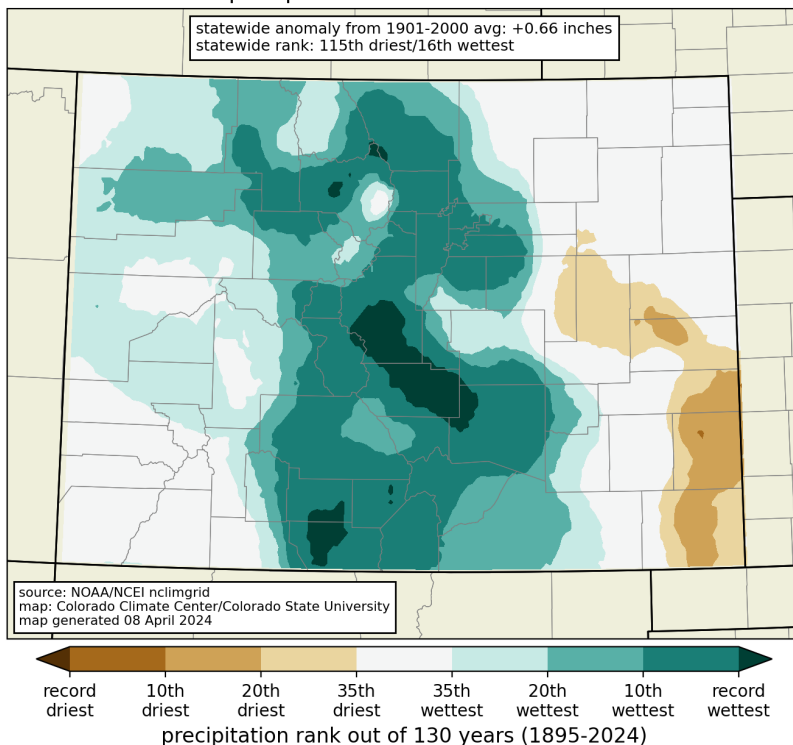 statewide anomaly from 1901-2000 avg: +0.66 inches
statewide rank: 115th driest/16th wettest
source: NOAA/NCEI nclimgrid
map: Colorado Climate Center/Colorado State University
map generated 08 April 2024
record driest
10th driest
20th driest
35th driest
35th wettest
20th wettest
10th wettest
record wettest
precipitation rank out of 130 years (1895-2024)